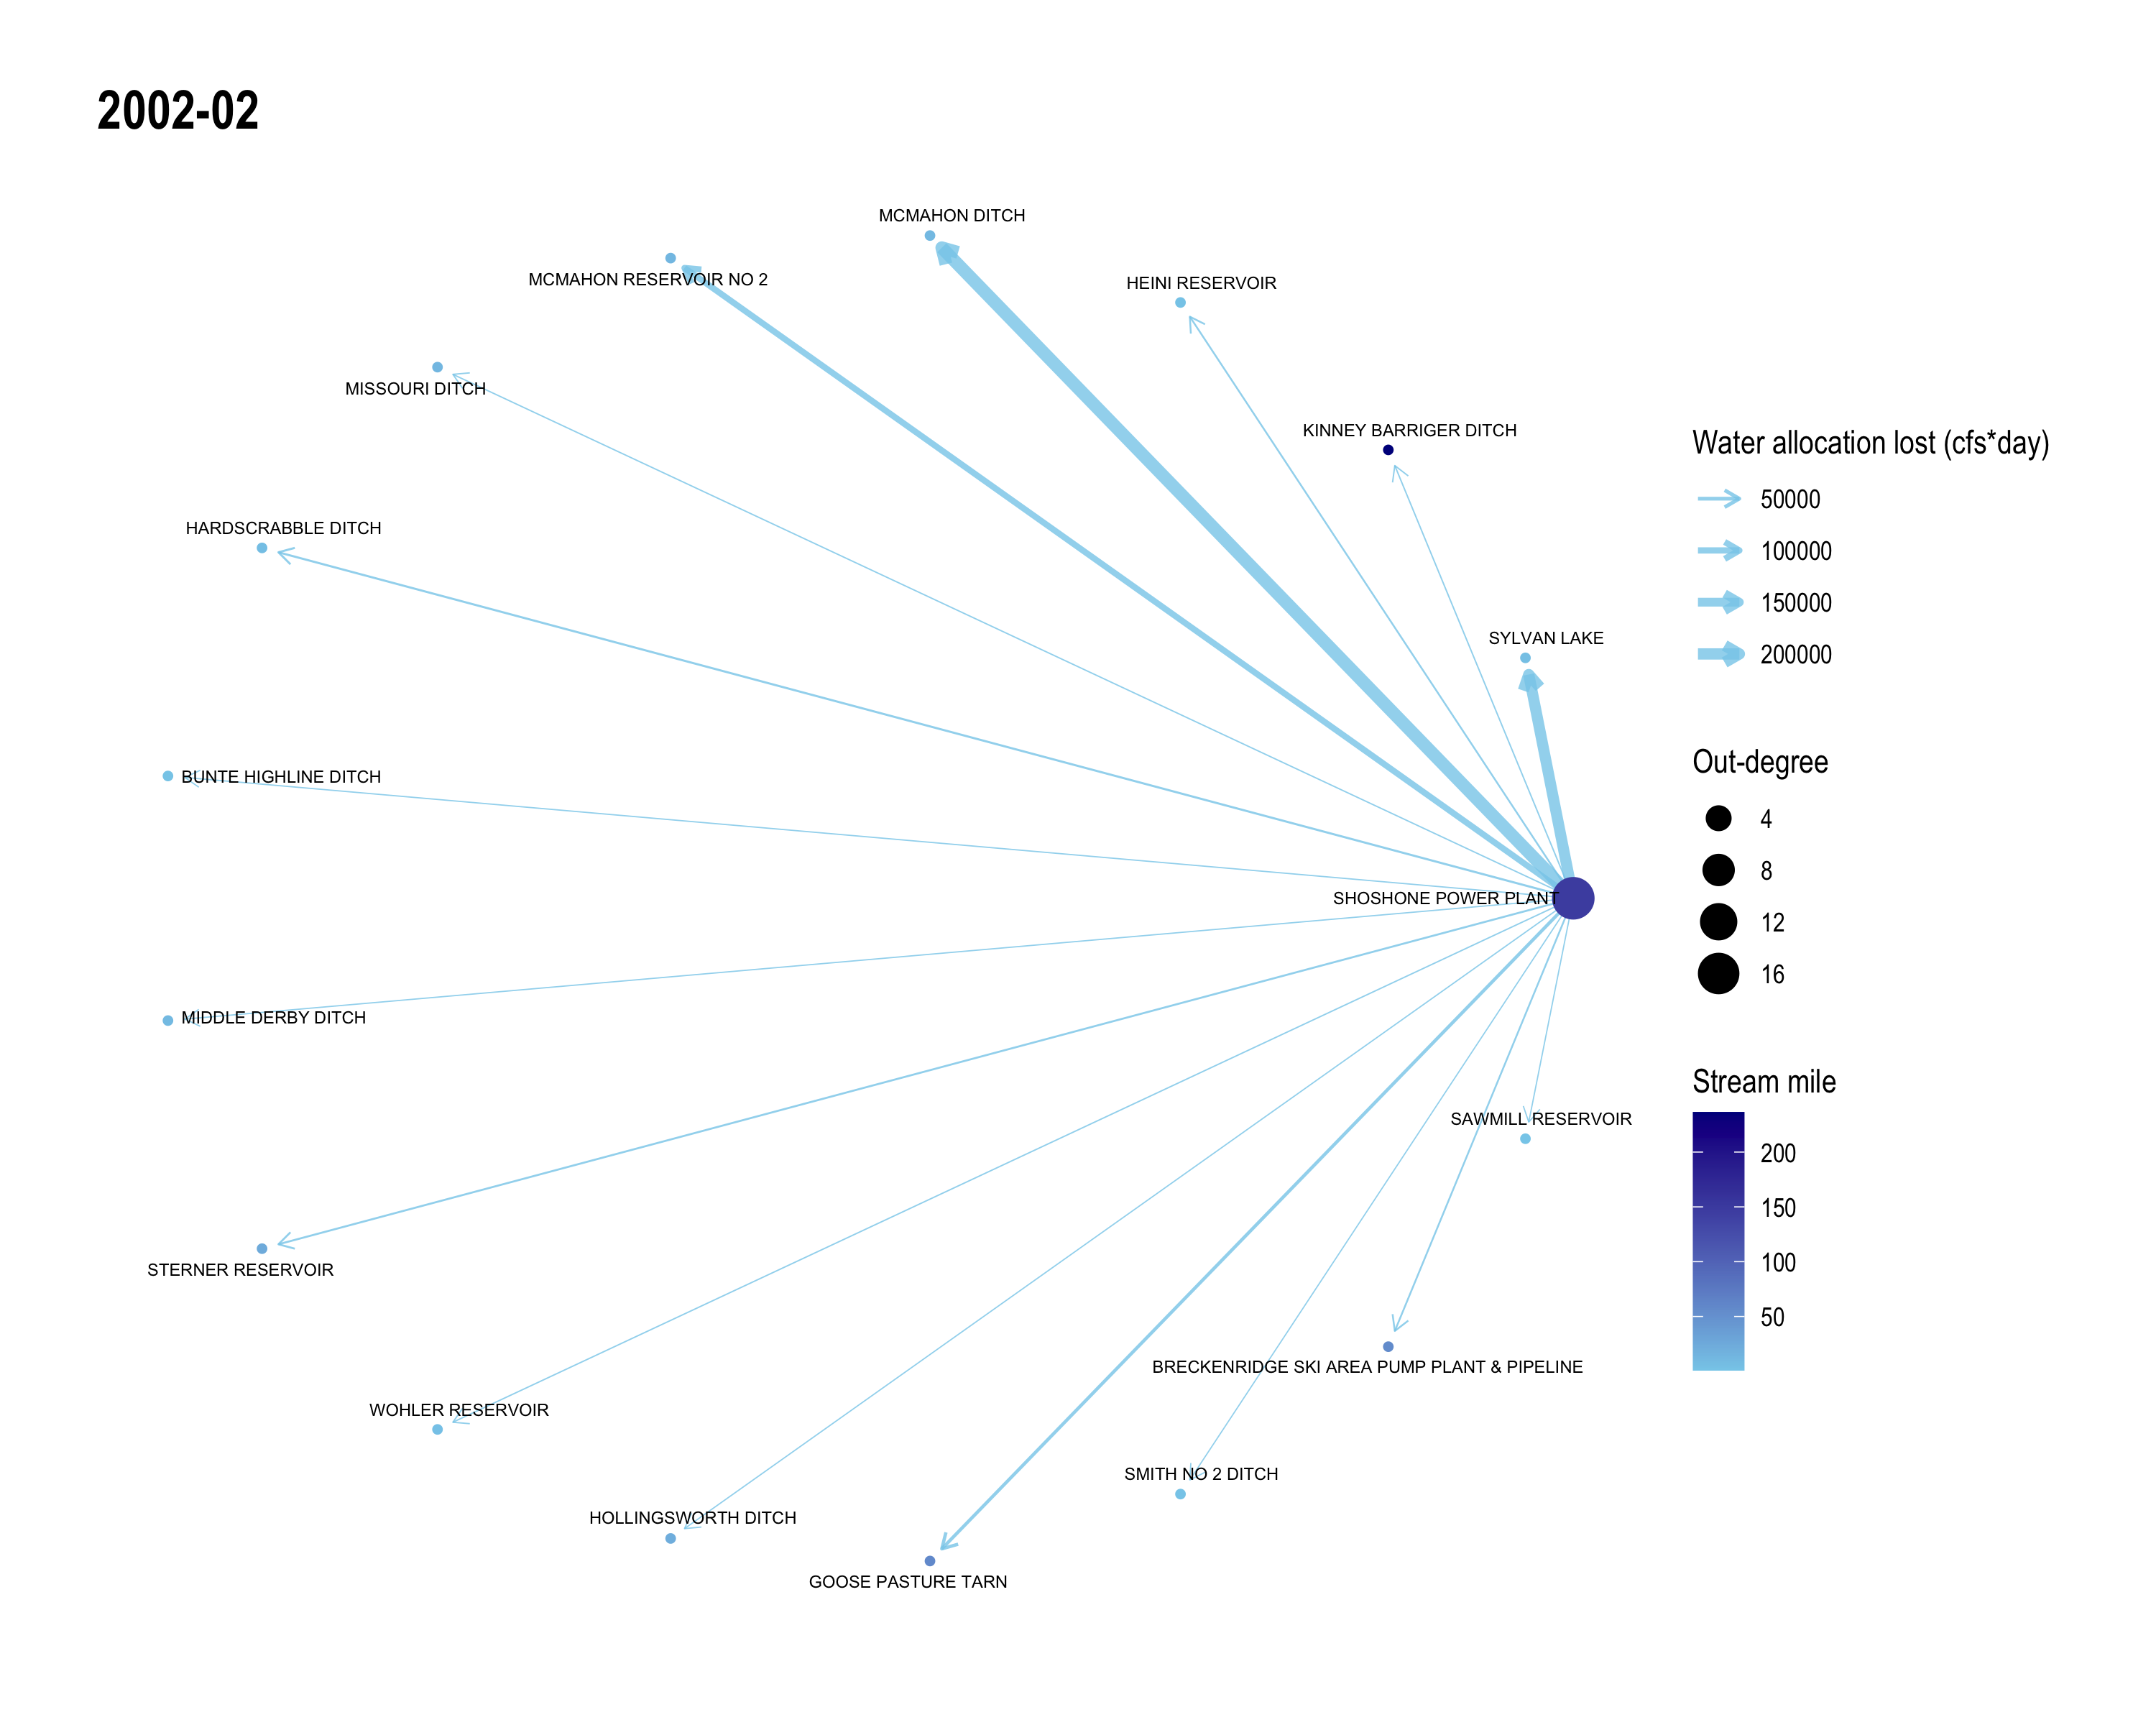 2002-02
MCMAHON DITCH
MCMAHON RESERVOIR NO 2
HEINI RESERVOIR
MISSOURI DITCH
KINNEY BARRIGER DITCH
HARDSCRABBLE DITCH
SYLVAN LAKE
BUNTE HIGHLINE DITCH
SHOSHONE POWER PLANT
MIDDLE DERBY DITCH
SAWMILL RESERVOIR
STERNER RESERVOIR
BRECKENRIDGE SKI AREA PUMP PLANT & PIPELINE
WOHLER RESERVOIR
SMITH NO 2 DITCH
HOLLINGSWORTH DITCH
GOOSE PASTURE TARN
Water allocation lost (cfs*day)
50000
100000
150000
200000
Out-degree
4
8
12
16
Stream mile
200
150
100
50